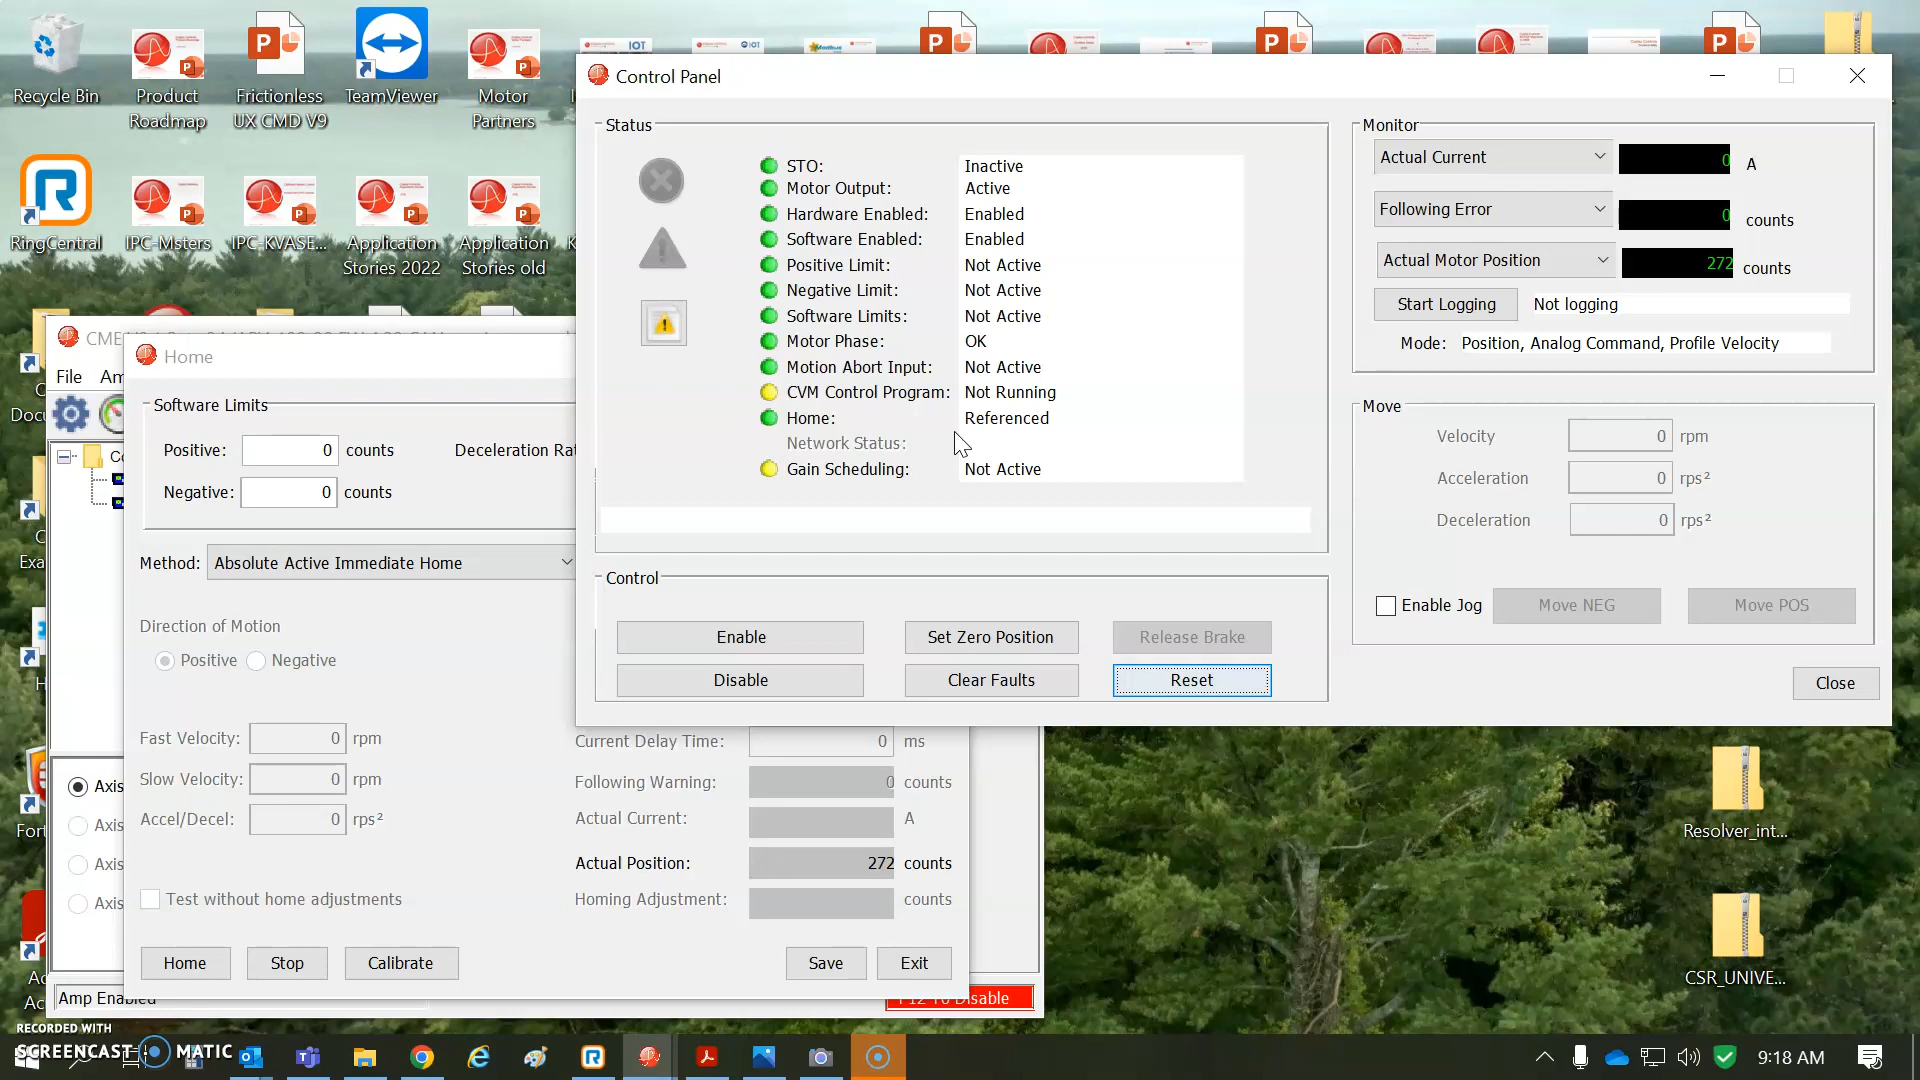 Recycle Bin
Product
Roadmap
Frictionless
UX CMD V9
TeamViewer
Motor
Partners
RingCentral
IPC-Msters
IPC-KVASE...
Application
Stories 2022
Application
Stories old
Control Panel
Status
STO: Inactive
Motor Output: Active
Hardware Enabled: Enabled
Software Enabled: Enabled
Positive Limit: Not Active
Negative Limit: Not Active
Software Limits: Not Active
Motor Phase: OK
Motion Abort Input: Not Active
CVM Control Program: Not Running
Home: Referenced
Network Status:
Gain Scheduling: Not Active
Control
Enable
Set Zero Position
Release Brake
Disable
Clear Faults
Reset
Monitor
Actual Current 0 A
Following Error 0 counts
Actual Motor Position 272 counts
Start Logging Not logging
Mode: Position, Analog Command, Profile Velocity
Move
Velocity 0 rpm
Acceleration 0 rps²
Deceleration 0 rps²
Enable Jog Move NEG Move POS
Close
File
Home
Software Limits
Positive: 0 counts
Negative: 0 counts
Method: Absolute Active Immediate Home
Direction of Motion
Positive Negative
Fast Velocity: 0 rpm
Slow Velocity: 0 rpm
Accel/Decel: 0 rps²
Test without home adjustments
Current Delay Time: 0 ms
Following Warning: 0 counts
Actual Current: A
Actual Position: 272 counts
Homing Adjustment: counts
Home Stop Calibrate Save Exit
Amp Enabled
F12 To Disable
Resolver_int...
CSR_UNIVE...
RECORDED WITH
SCREENCAST MATIC
9:18 AM